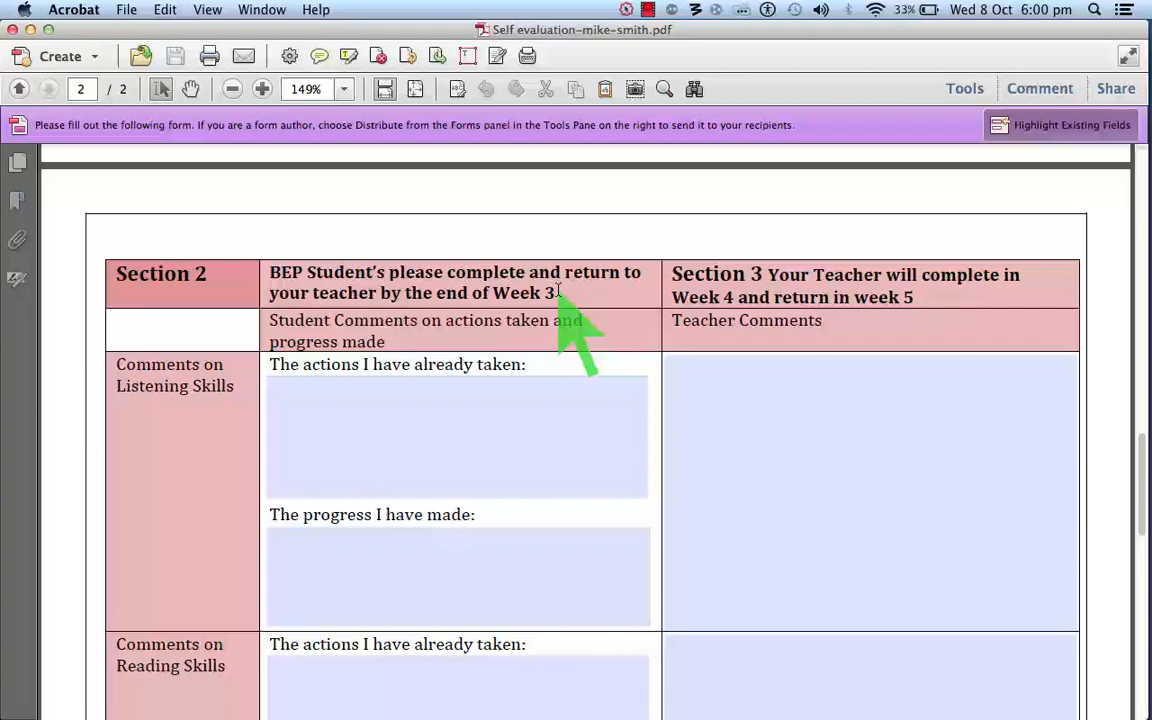 Acrobat File Edit View Window Help 33% Wed 8 Oct 6:00 pm
Self evaluation-mike-smith.pdf
Create
2 / 2 149% Tools Comment Share
Please fill out the following form. If you are a form author, choose Distribute from the Forms panel in the Tools Pane on the right to send it to your recipients. Highlight Existing Fields
Section 2
BEP Student's please complete and return to
your teacher by the end of Week 3
Section 3 Your Teacher will complete in
Week 4 and return in week 5
Student Comments on actions taken and
progress made
Teacher Comments
Comments on
Listening Skills
The actions I have already taken:
The progress I have made:
Comments on
Reading Skills
The actions I have already taken: